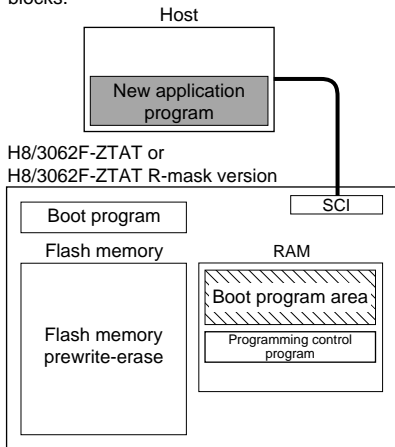 blocks.
Host
New application
program
H8/3062F-ZTAT or
H8/3062F-ZTAT R-mask version
SCI
Boot program
Flash memory
RAM
Boot program area
Programming control
program
Flash memory
prewrite-erase